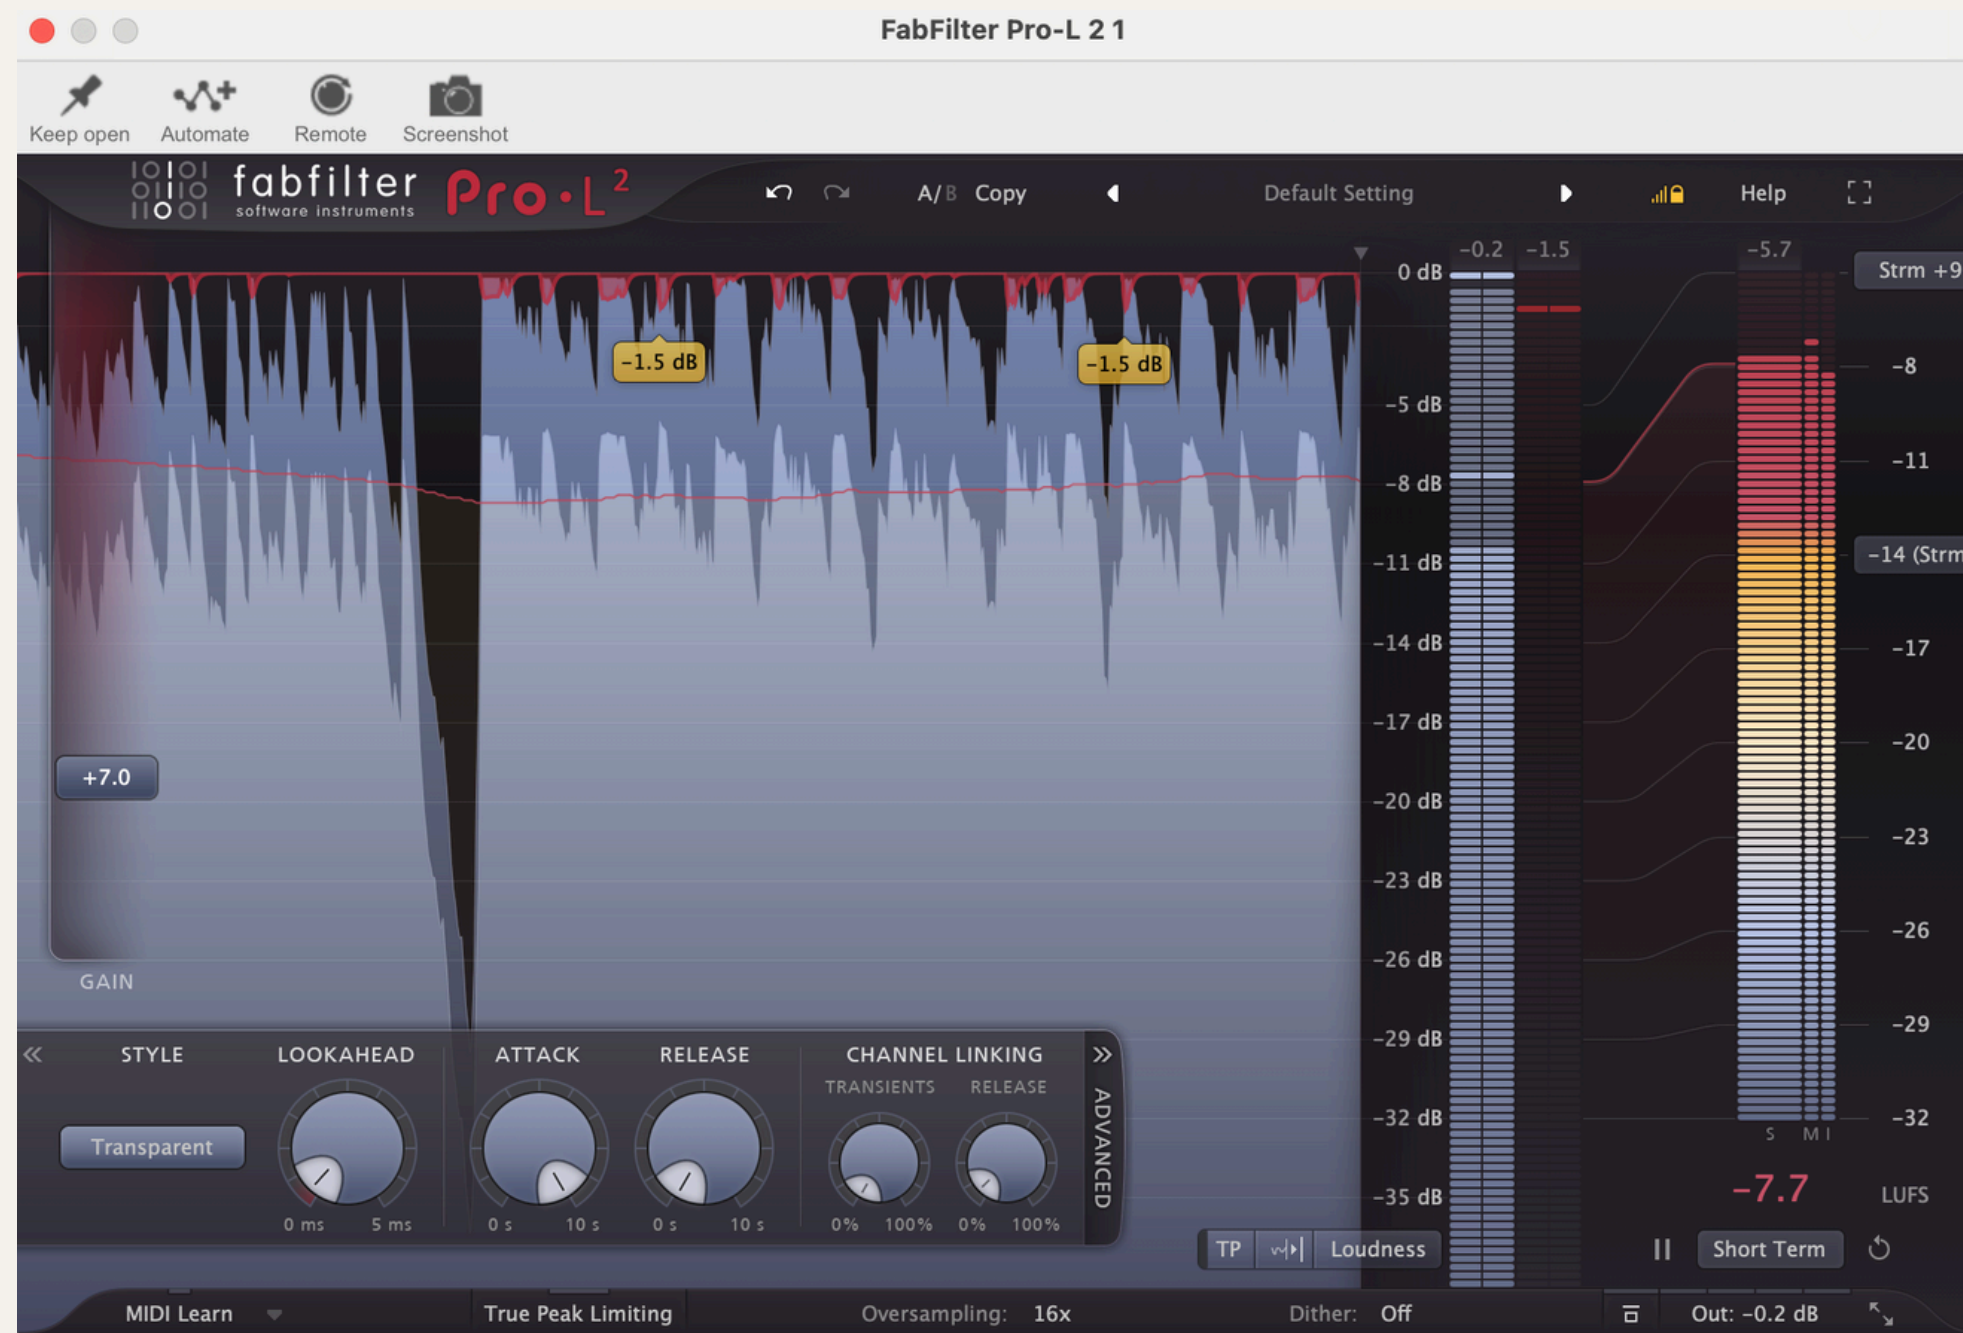 FabFilter Pro-L 2 1
Keep open Automate Remote Screenshot
fabfilter
software instruments
Pro·L 2
A/B Copy Default Setting Help
-0.2 -1.5 -5.7
0 dB
Strm +9
-1.5 dB -1.5 dB
-8
-5 dB
-11
-8 dB
-11 dB
-14 (Strm
-14 dB
-17
-17 dB
-20
+7.0
-20 dB
-23
-23 dB
-26
-26 dB
GAIN
-29
-29 dB
STYLE LOOKAHEAD ATTACK RELEASE CHANNEL LINKING
TRANSIENTS RELEASE
ADVANCED
-32 dB
-32
S M I
Transparent
-35 dB
-7.7 LUFS
0 ms 5 ms 0 s 10 s 0 s 10 s 0% 100% 0% 100%
TP Loudness Short Term
MIDI Learn True Peak Limiting Oversampling: 16x Dither: Off Out: -0.2 dB